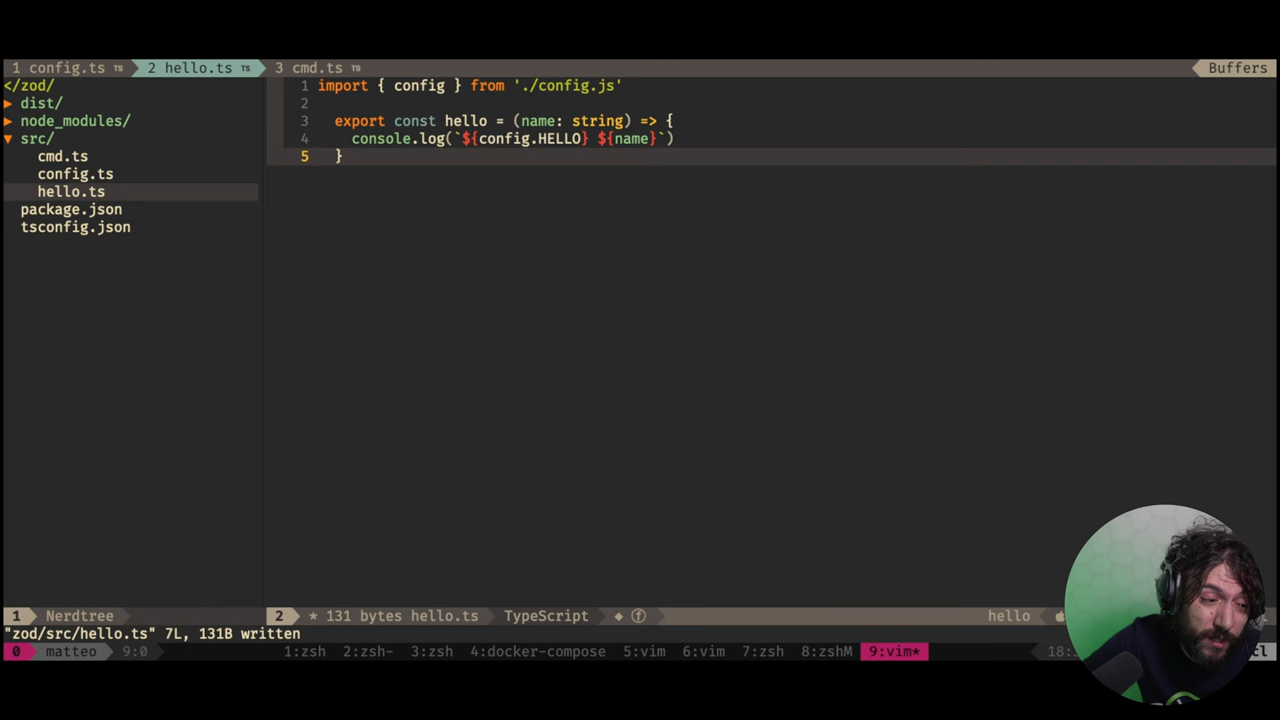 1 config.ts TS 2 hello.ts TS 3 cmd.ts TS Buffers
</zod/
▸ dist/
▸ node_modules/
▾ src/
cmd.ts
config.ts
hello.ts
package.json
tsconfig.json
1 import { config } from './config.js'
2
3 export const hello = (name: string) => {
4 console.log(`${config.HELLO} ${name}`)
5 }
1 Nerdtree
2 * 131 bytes hello.ts TypeScript hello
"zod/src/hello.ts" 7L, 131B written
0 matteo 9:0 1:zsh 2:zsh- 3:zsh 4:docker-compose 5:vim 6:vim 7:zsh 8:zshM 9:vim* 18: